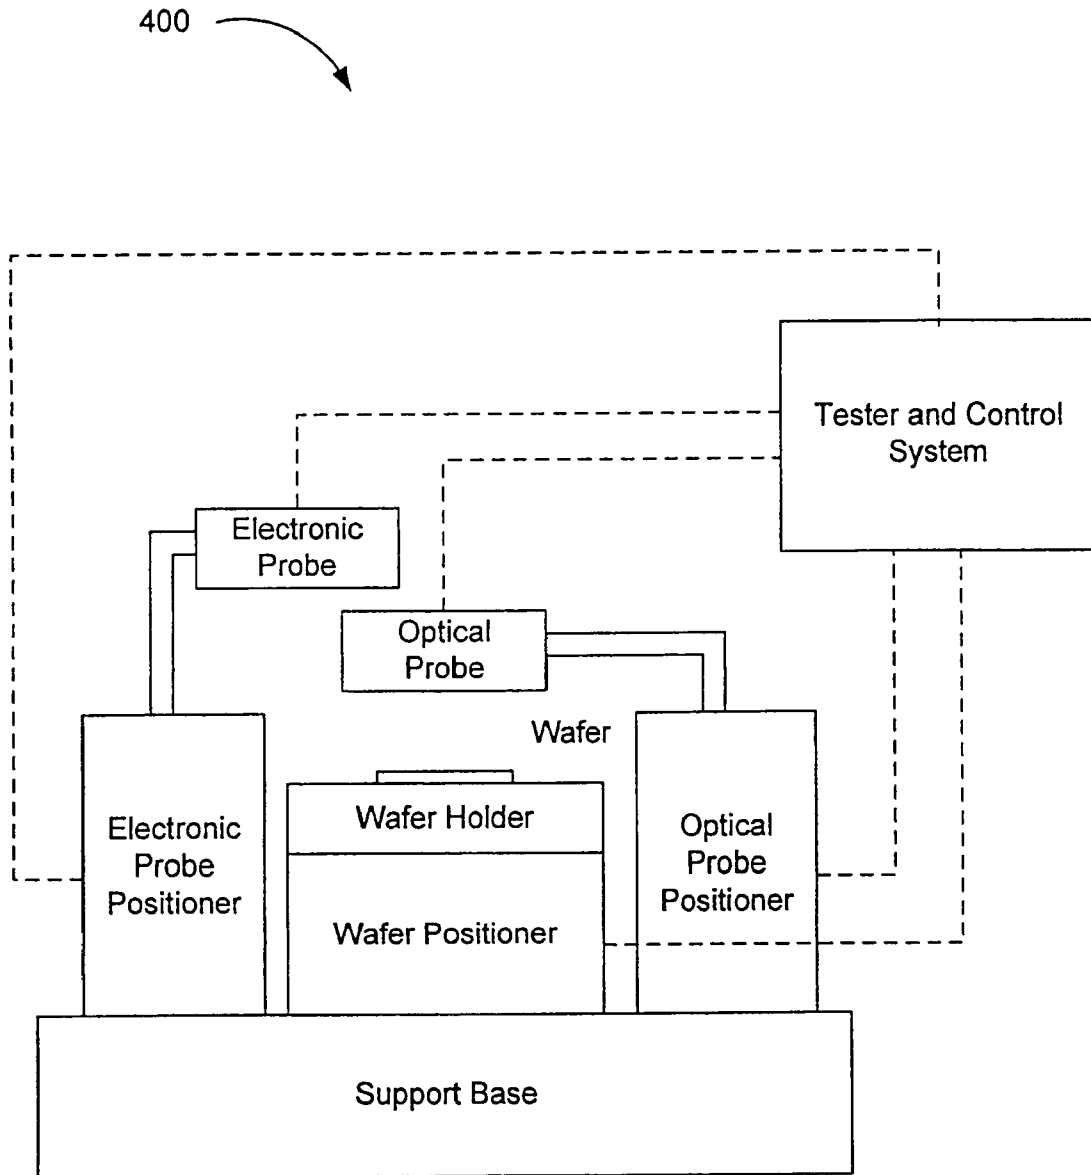 400
Tester and Control
System
Electronic
Probe
Optical
Probe
Wafer
Wafer Holder
Electronic
Probe
Positioner
Optical
Probe
Positioner
Wafer Positioner
Support Base